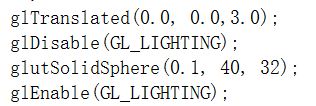 glTranslated(0.0, 0.0,3.0);
glDisable(GL_LIGHTING);
glutSolidSphere(0.1, 40, 32);
glEnable(GL_LIGHTING);